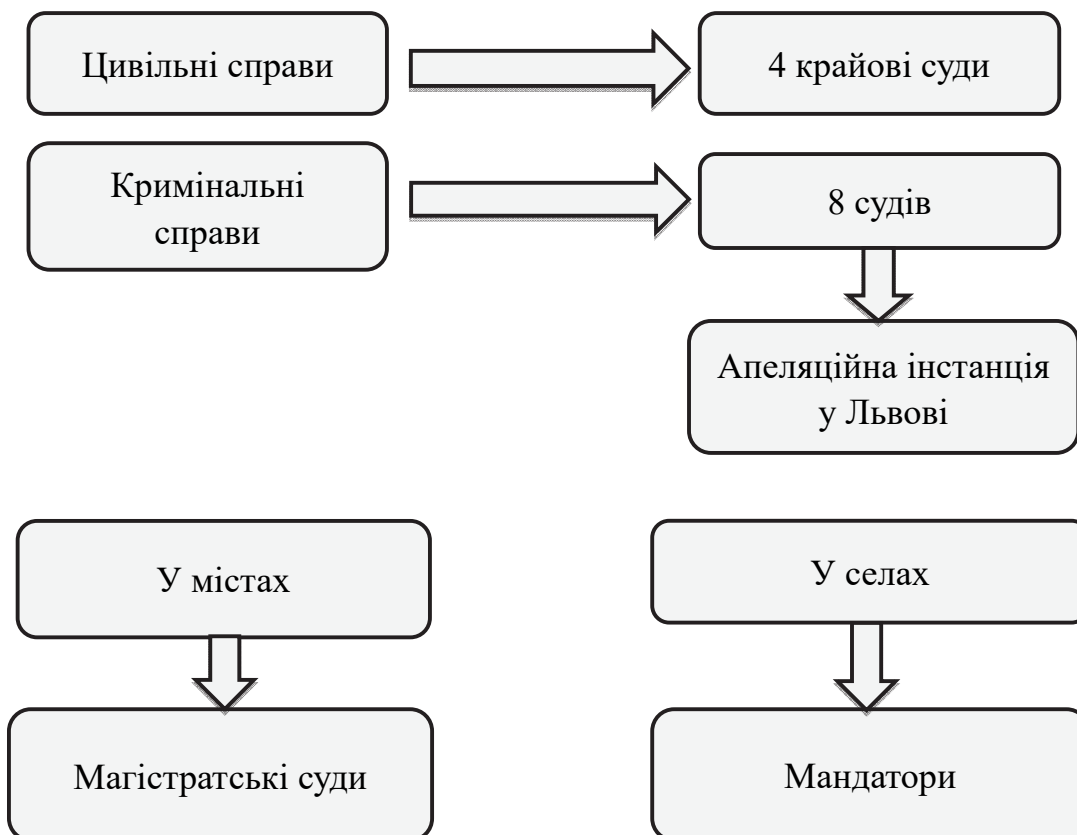 Цивільні справи
4 крайові суди
Кримінальні
справи
8 судів
Апеляційна інстанція
у Львові
У містах
У селах
Магістратські суди
Мандатори